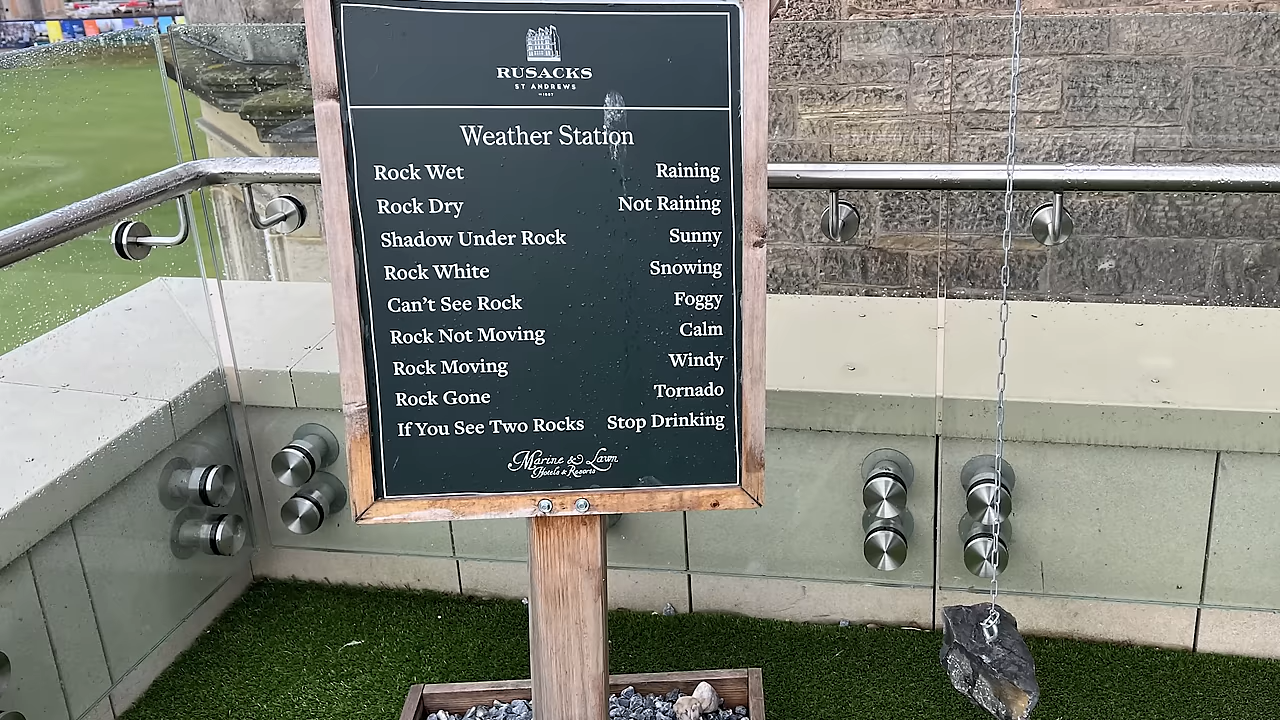 RUSACKS
ST ANDREWS
Weather Station
Rock Wet Raining
Rock Dry Not Raining
Shadow Under Rock Sunny
Rock White Snowing
Can't See Rock Foggy
Rock Not Moving Calm
Rock Moving Windy
Rock Gone Tornado
If You See Two Rocks Stop Drinking
Marine & Lawn
Hotels & Resorts